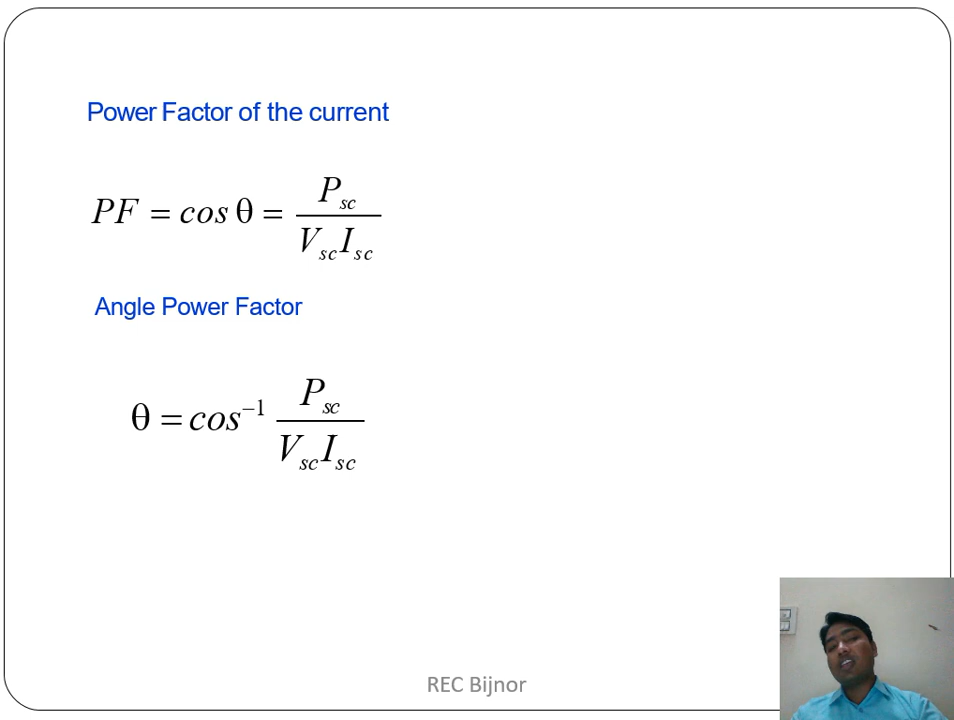 Power Factor of the current
PF = cos θ = P_sc / V_sc I_sc
Angle Power Factor
θ = cos⁻¹ P_sc / V_sc I_sc
REC Bijnor